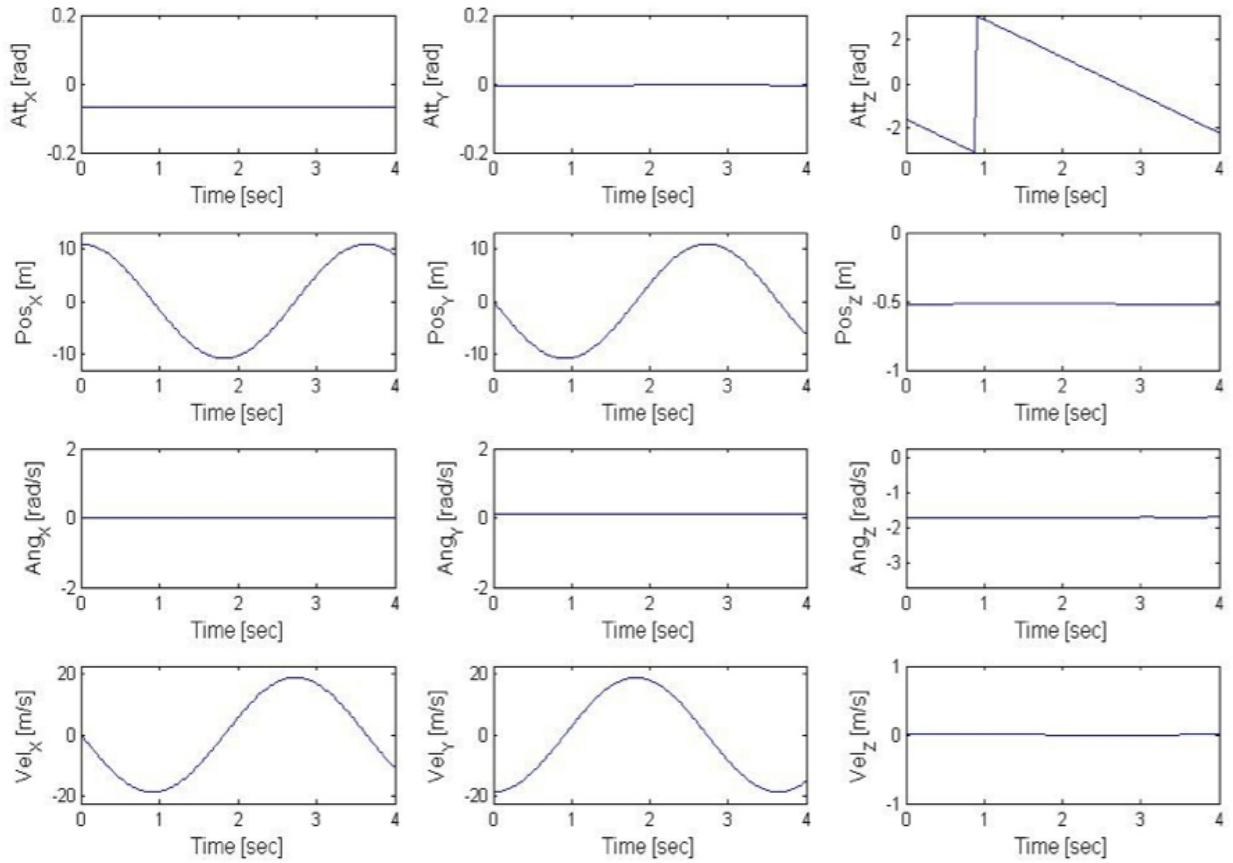 Att_X [rad]
0.2
0
-0.2
0 1 2 3 4
Time [sec]
Att_Y [rad]
0.2
0
-0.2
0 1 2 3 4
Time [sec]
Att_Z [rad]
2
0
-2
0 1 2 3 4
Time [sec]
Pos_X [m]
10
0
-10
0 1 2 3 4
Time [sec]
Pos_Y [m]
10
0
-10
0 1 2 3 4
Time [sec]
Pos_Z [m]
0
-0.5
-1
0 1 2 3 4
Time [sec]
Ang_X [rad/s]
2
0
-2
0 1 2 3 4
Time [sec]
Ang_Y [rad/s]
2
0
-2
0 1 2 3 4
Time [sec]
Ang_Z [rad/s]
0
-1
-2
-3
0 1 2 3 4
Time [sec]
Vel_X [m/s]
20
0
-20
0 1 2 3 4
Time [sec]
Vel_Y [m/s]
20
0
-20
0 1 2 3 4
Time [sec]
Vel_Z [m/s]
1
0
-1
0 1 2 3 4
Time [sec]